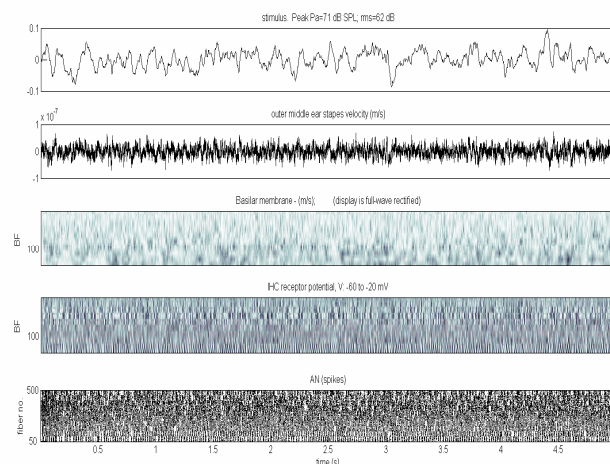 stimulus. Peak Pa=71 dB SPL; rms=62 dB
0.1
0
-0.1
x 10^-7
outer middle ear stapes velocity (m/s)
1
0
-1
Basilar membrane - (m/s); (display is full-wave rectified)
BF
100
IHC receptor potential, V: -60 to -20 mV
BF
100
AN (spikes)
500
fiber no.
50
0.5 1 1.5 2 2.5 3 3.5 4 4.5
time (s)